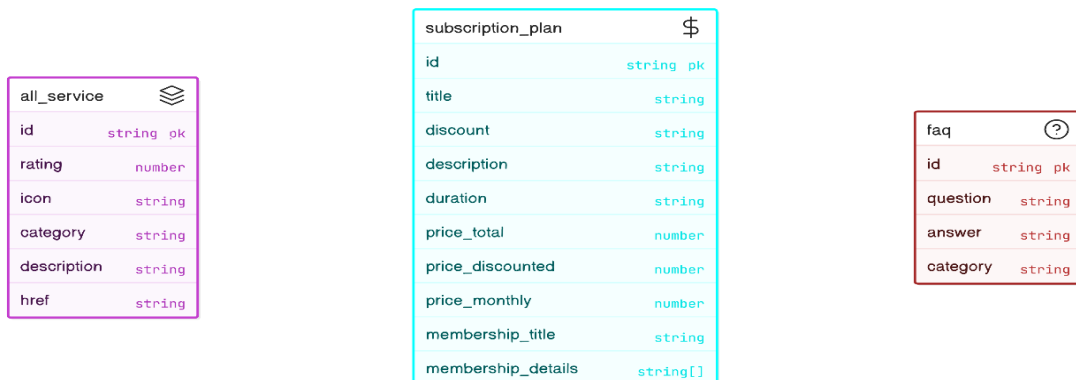 all_service
id string pk
rating number
icon string
category string
description string
href string
subscription_plan
id string pk
title string
discount string
description string
duration string
price_total number
price_discounted number
price_monthly number
membership_title string
membership_details string[]
faq
id string pk
question string
answer string
category string